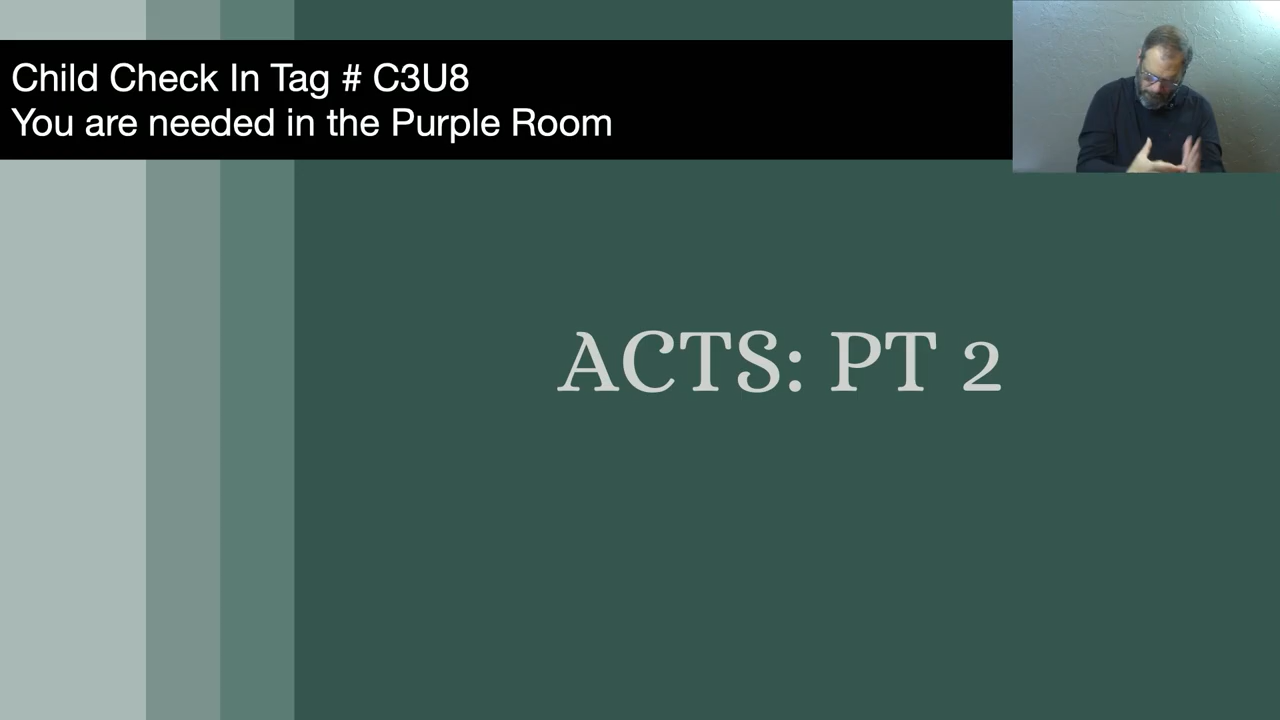 Child Check In Tag # C3U8
You are needed in the Purple Room
ACTS: PT 2